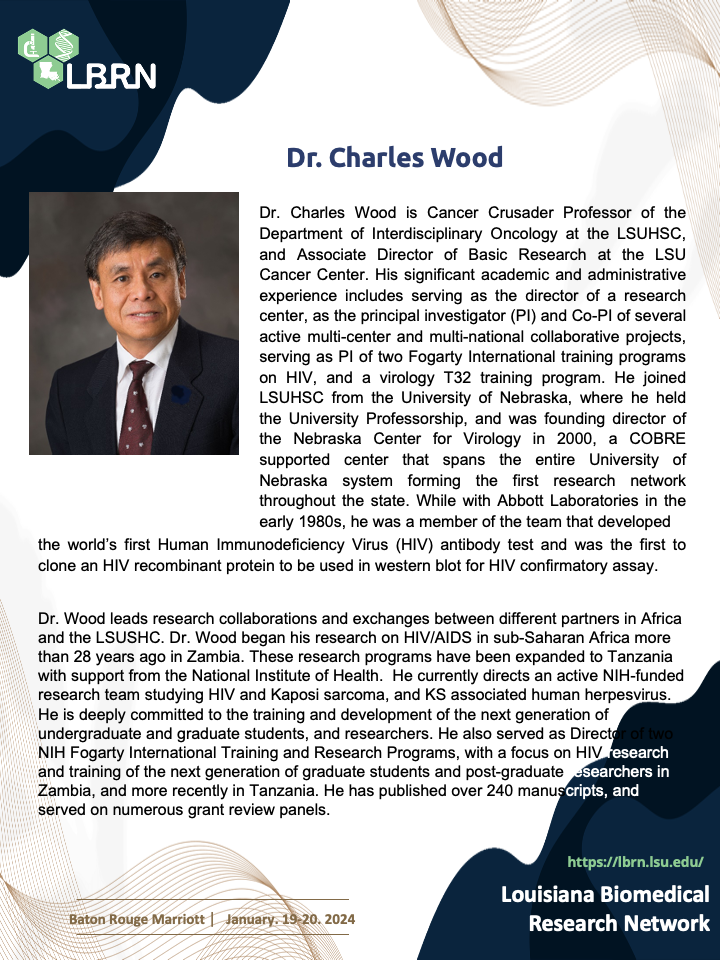 LBRN
Dr. Charles Wood
Dr. Charles Wood is Cancer Crusader Professor of the
Department of Interdisciplinary Oncology at the LSUHSC,
and Associate Director of Basic Research at the LSU
Cancer Center. His significant academic and administrative
experience includes serving as the director of a research
center, as the principal investigator (PI) and Co-PI of several
active multi-center and multi-national collaborative projects,
serving as PI of two Fogarty International training programs
on HIV, and a virology T32 training program. He joined
LSUHSC from the University of Nebraska, where he held
the University Professorship, and was founding director of
the Nebraska Center for Virology in 2000, a COBRE
supported center that spans the entire University of
Nebraska system forming the first research network
throughout the state. While with Abbott Laboratories in the
early 1980s, he was a member of the team that developed
the world’s first Human Immunodeficiency Virus (HIV) antibody test and was the first to
clone an HIV recombinant protein to be used in western blot for HIV confirmatory assay.
Dr. Wood leads research collaborations and exchanges between different partners in Africa
and the LSUSHC. Dr. Wood began his research on HIV/AIDS in sub-Saharan Africa more
than 28 years ago in Zambia. These research programs have been expanded to Tanzania
with support from the National Institute of Health. He currently directs an active NIH-funded
research team studying HIV and Kaposi sarcoma, and KS associated human herpesvirus.
He is deeply committed to the training and development of the next generation of
undergraduate and graduate students, and researchers. He also served as Director of two
NIH Fogarty International Training and Research Programs, with a focus on HIV research
and training of the next generation of graduate students and post-graduate researchers in
Zambia, and more recently in Tanzania. He has published over 240 manuscripts, and
served on numerous grant review panels.
https://lbrn.lsu.edu/
Louisiana Biomedical
Research Network
Baton Rouge Marriott | January. 19-20. 2024